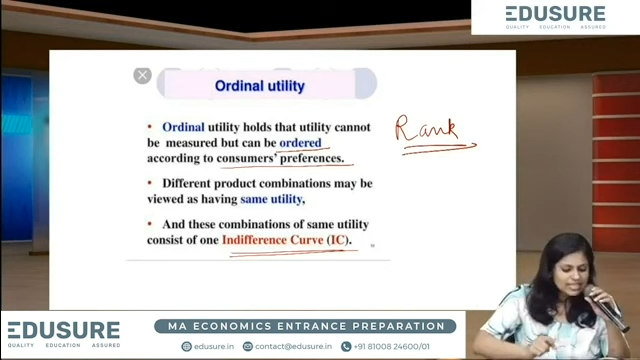 EDUSURE
QUALITY EDUCATION ASSURED
Ordinal utility
• Ordinal utility holds that utility cannot
be measured but can be ordered
according to consumers' preferences.
Rank
• Different product combinations may be
viewed as having same utility,
• And these combinations of same utility
consist of one Indifference Curve (IC).
EDUSURE
QUALITY EDUCATION ASSURED
MA ECONOMICS ENTRANCE PREPARATION
edusure.in contact@edusure.in +91 81008 24600/01